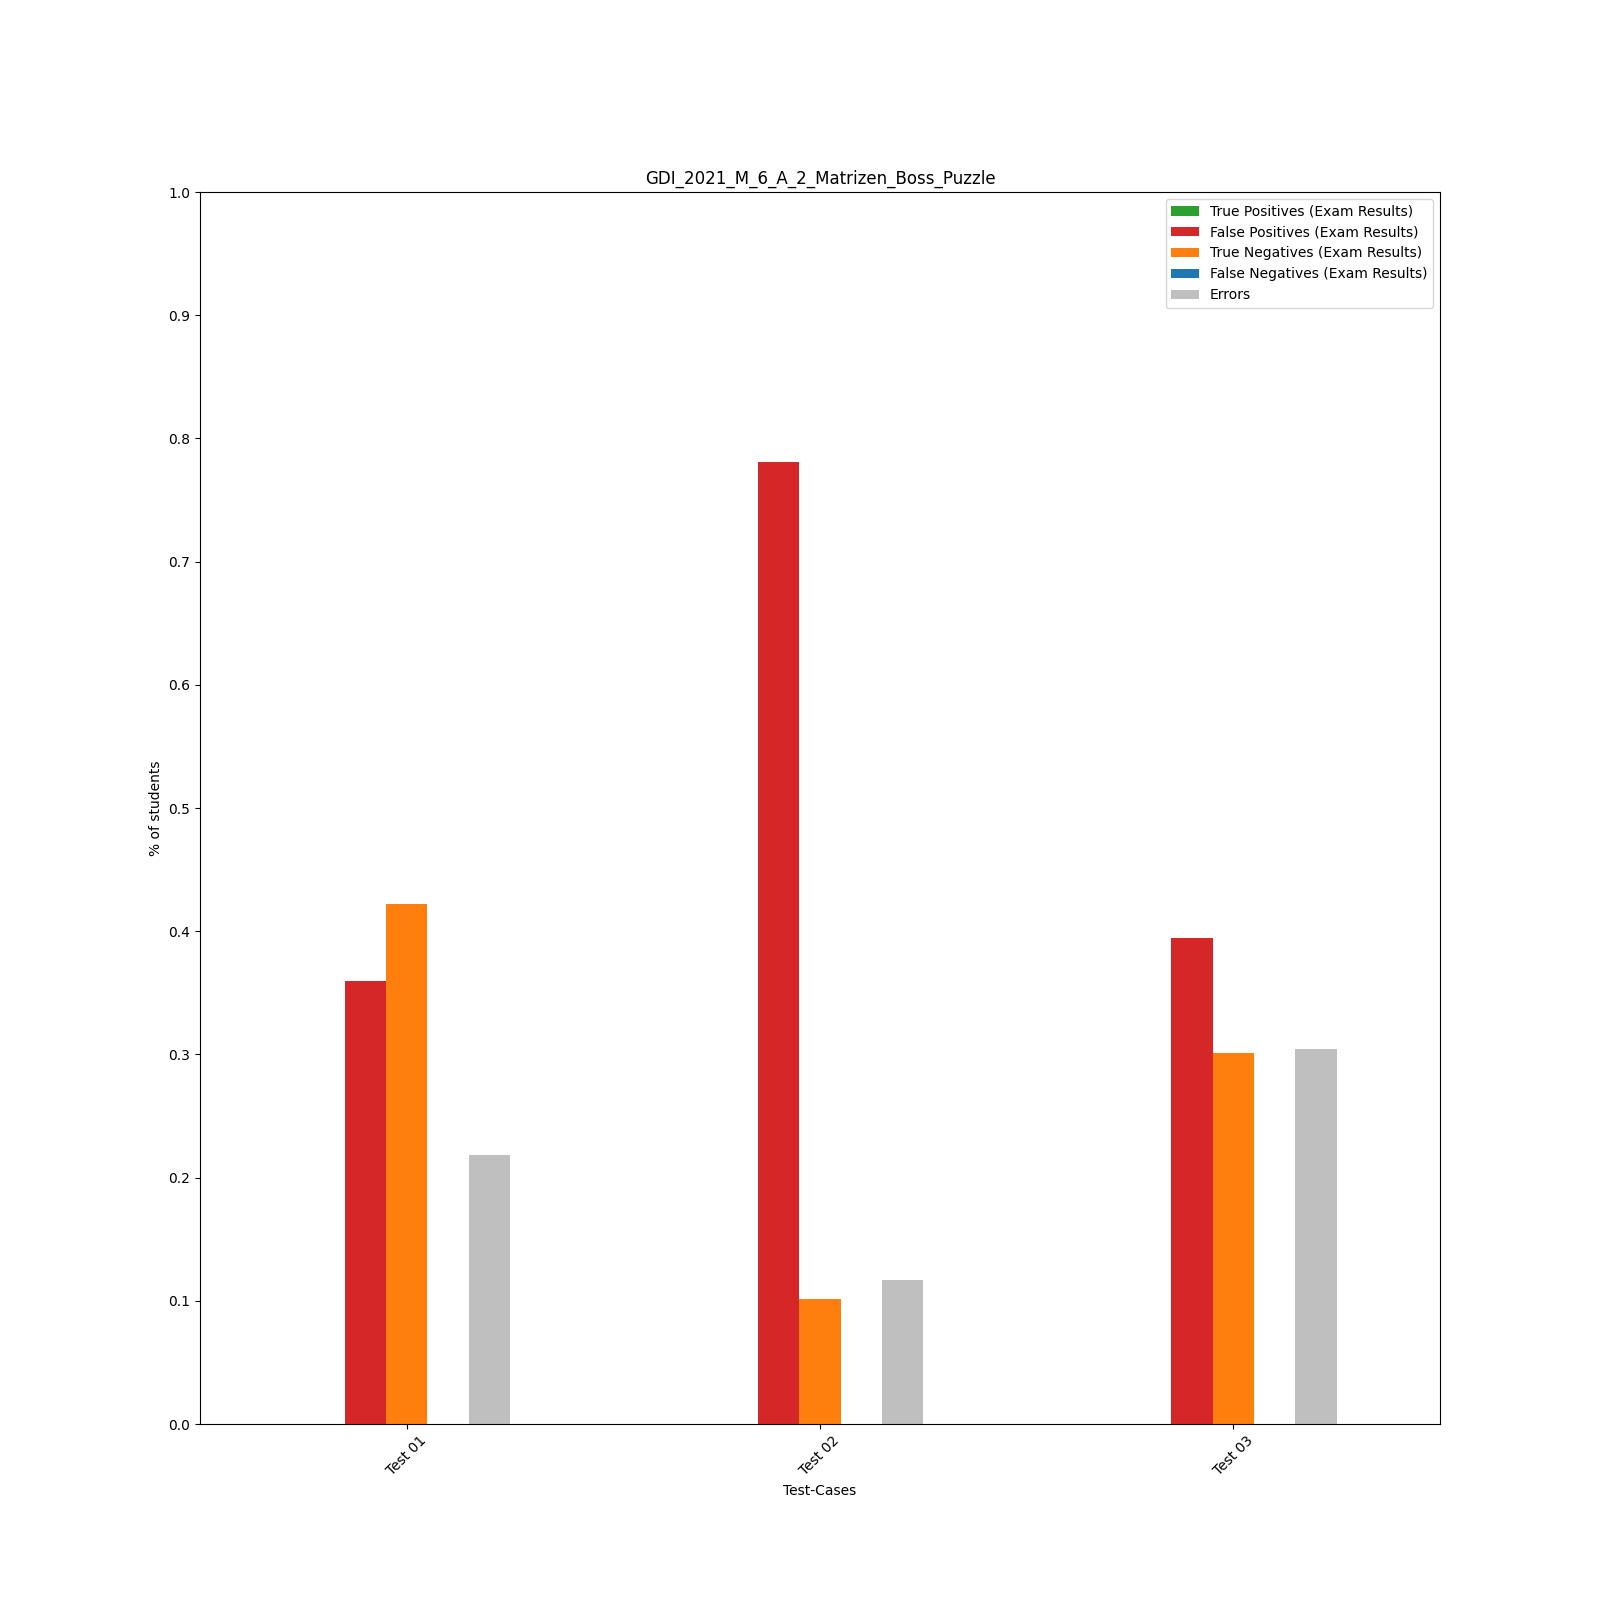 GDI_2021_M_6_A_2_Matrizen_Boss_Puzzle
True Positives (Exam Results)
False Positives (Exam Results)
True Negatives (Exam Results)
False Negatives (Exam Results)
Errors
% of students
1.0
0.9
0.8
0.7
0.6
0.5
0.4
0.3
0.2
0.1
0.0
Test 01
Test 02
Test 03
Test-Cases